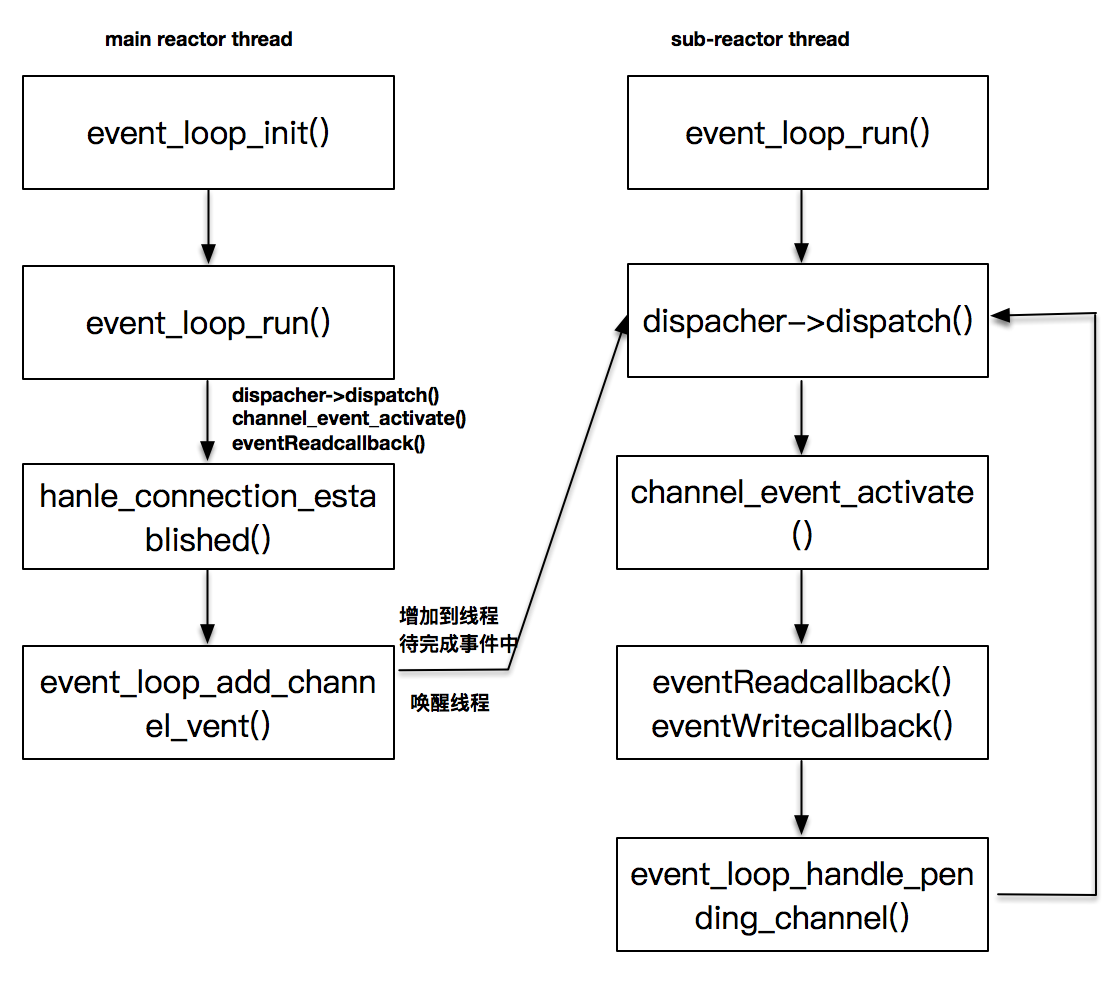 main reactor thread
event_loop_init()
event_loop_run()
dispacher->dispatch()
channel_event_activate()
eventReadcallback()
hanle_connection_esta
blished()
event_loop_add_chann
el_vent()
增加到线程
待完成事件中
唤醒线程
sub-reactor thread
event_loop_run()
dispacher->dispatch()
channel_event_activate
()
eventReadcallback()
eventWritecallback()
event_loop_handle_pen
ding_channel()